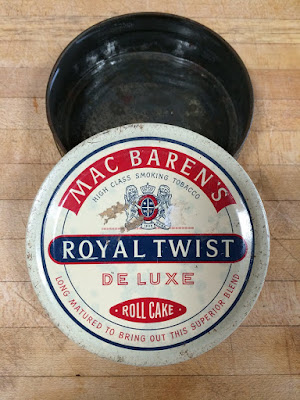 MAC BAREN'S
HIGH CLASS SMOKING TOBACCO
ROYAL TWIST
DE LUXE
ROLL CAKE
LONG MATURED TO BRING OUT THIS SUPERIOR BLEND